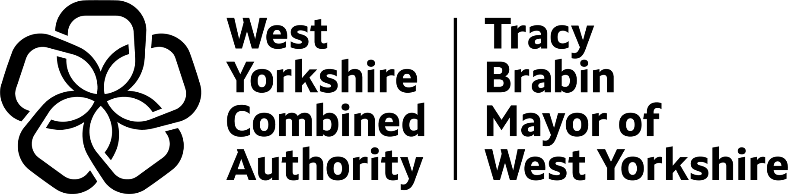 West
Yorkshire
Combined
Authority
Tracy
Brabin
Mayor of
West Yorkshire